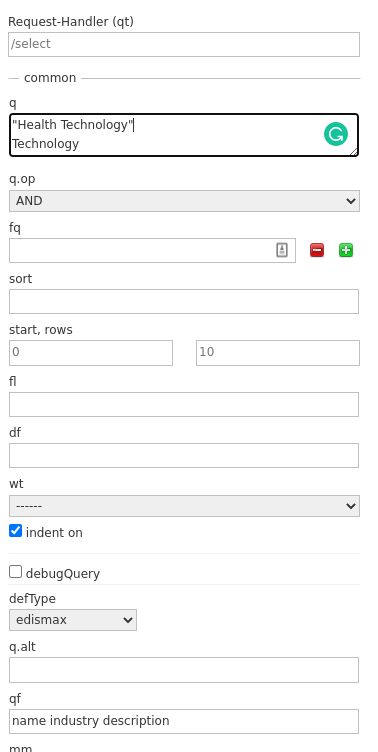 Request-Handler (qt)
/select
common
q
"Health Technology"
Technology
q.op
AND
fq
sort
start, rows
0 10
fl
df
wt
------
indent on
debugQuery
defType
edismax
q.alt
qf
name industry description
mm